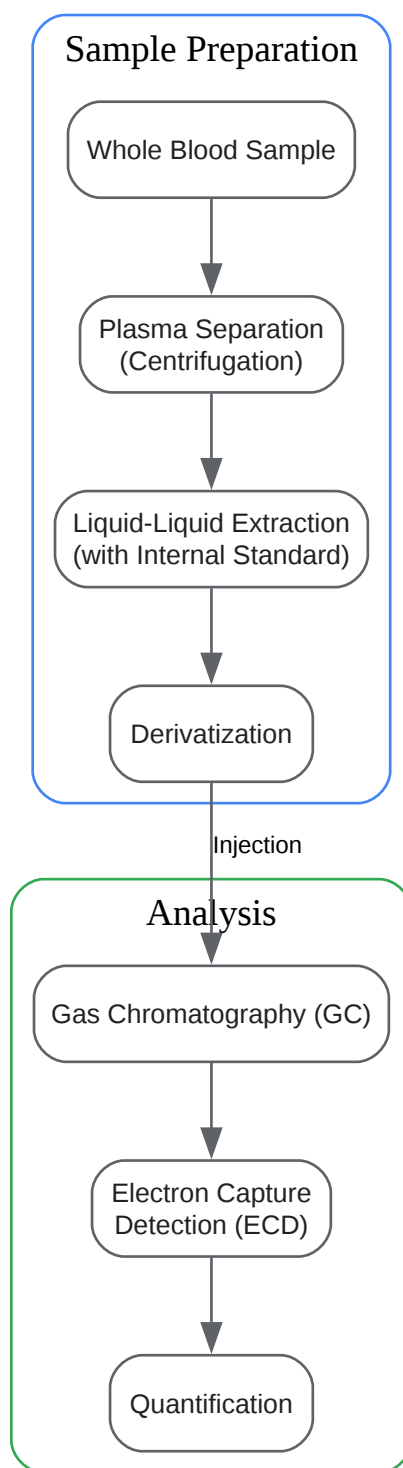 Sample Preparation
Whole Blood Sample
Plasma Separation
(Centrifugation)
Liquid-Liquid Extraction
(with Internal Standard)
Derivatization
Injection
Analysis
Gas Chromatography (GC)
Electron Capture
Detection (ECD)
Quantification